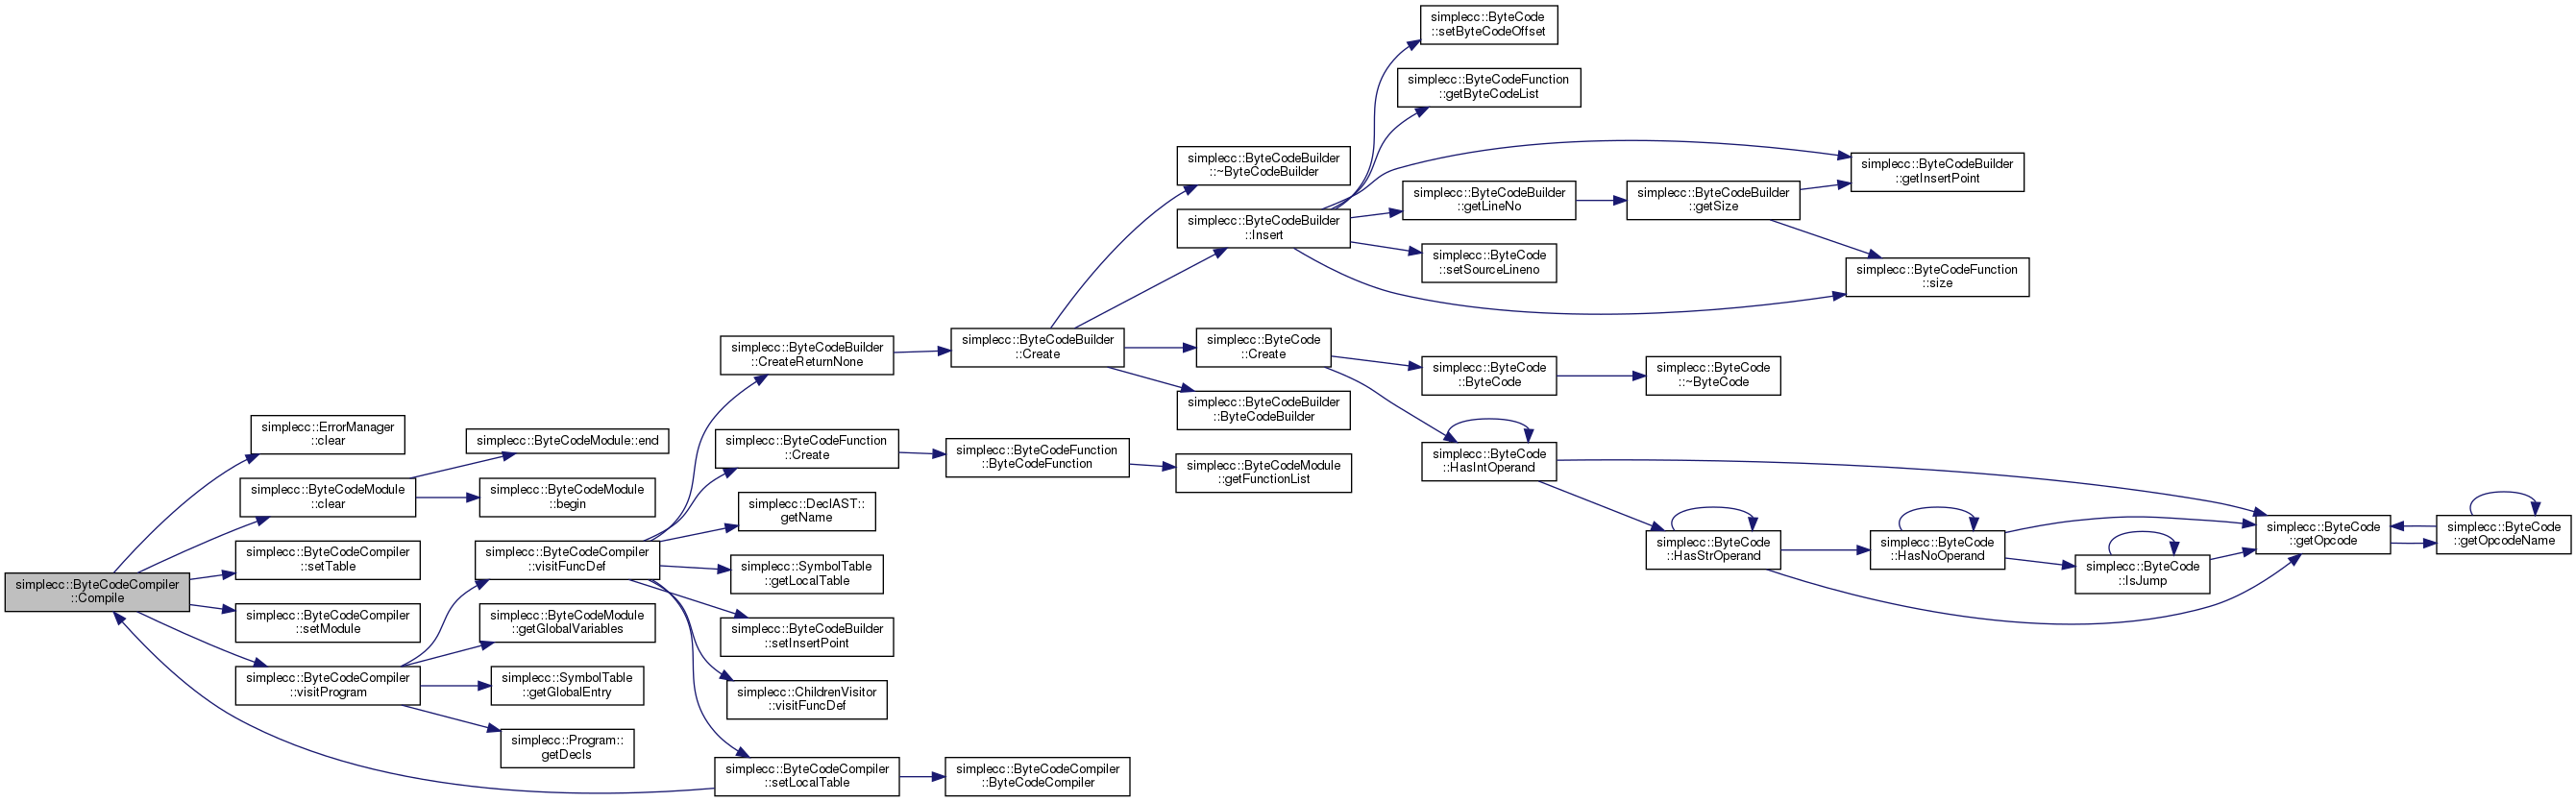 simplecc::ByteCodeCompiler
::Compile
simplecc::ErrorManager
::clear
simplecc::ByteCodeModule
::clear
simplecc::ByteCodeCompiler
::setTable
simplecc::ByteCodeCompiler
::setModule
simplecc::ByteCodeCompiler
::visitProgram
simplecc::ByteCodeModule::end
simplecc::ByteCodeModule
::begin
simplecc::ByteCodeCompiler
::visitFuncDef
simplecc::ByteCodeModule
::getGlobalVariables
simplecc::SymbolTable
::getGlobalEntry
simplecc::Program::
getDecls
simplecc::ByteCodeBuilder
::CreateReturnNone
simplecc::ByteCodeFunction
::Create
simplecc::DeclAST::
getName
simplecc::SymbolTable
::getLocalTable
simplecc::ByteCodeBuilder
::setInsertPoint
simplecc::ChildrenVisitor
::visitFuncDef
simplecc::ByteCodeCompiler
::setLocalTable
simplecc::ByteCodeBuilder
::Create
simplecc::ByteCodeFunction
::ByteCodeFunction
simplecc::ByteCodeCompiler
::ByteCodeCompiler
simplecc::ByteCodeBuilder
::~ByteCodeBuilder
simplecc::ByteCodeBuilder
::Insert
simplecc::ByteCode
::Create
simplecc::ByteCodeBuilder
::ByteCodeBuilder
simplecc::ByteCodeModule
::getFunctionList
simplecc::ByteCode
::setByteCodeOffset
simplecc::ByteCodeFunction
::getByteCodeList
simplecc::ByteCodeBuilder
::getLineNo
simplecc::ByteCode
::setSourceLineno
simplecc::ByteCode
::ByteCode
simplecc::ByteCode
::HasIntOperand
simplecc::ByteCodeBuilder
::getSize
simplecc::ByteCode
::~ByteCode
simplecc::ByteCode
::HasStrOperand
simplecc::ByteCodeBuilder
::getInsertPoint
simplecc::ByteCodeFunction
::size
simplecc::ByteCode
::HasNoOperand
simplecc::ByteCode
::IsJump
simplecc::ByteCode
::getOpcode
simplecc::ByteCode
::getOpcodeName